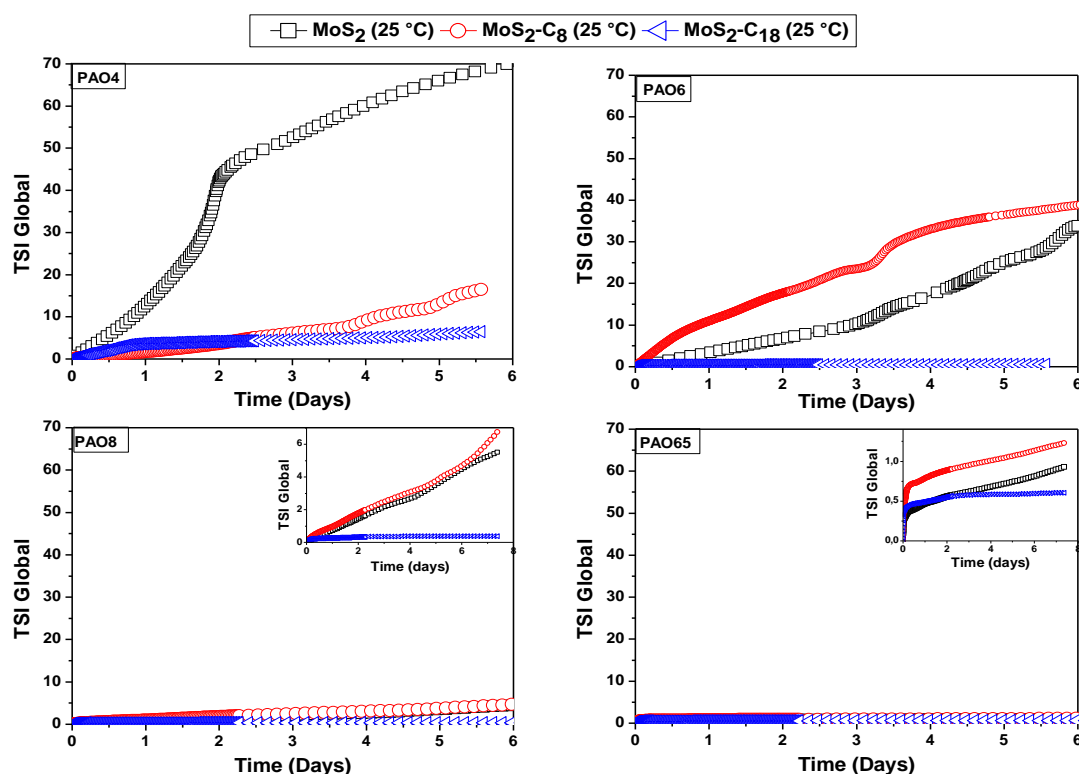 MoS2 (25 °C) MoS2-C8 (25 °C) MoS2-C18 (25 °C)
PAO4
TSI Global
70
60
50
40
30
20
10
0
0 1 2 3 4 5 6
Time (Days)
PAO6
TSI Global
70
60
50
40
30
20
10
0
0 1 2 3 4 5 6
Time (Days)
PAO8
TSI Global
70
60
50
40
30
20
10
0
0 1 2 3 4 5 6
Time (Days)
TSI Global
6
4
2
0
0 2 4 6 8
Time (days)
PAO65
TSI Global
70
60
50
40
30
20
10
0
0 1 2 3 4 5 6
Time (Days)
TSI Global
1,0
0,5
0,0
0 2 4 6 8
Time (days)